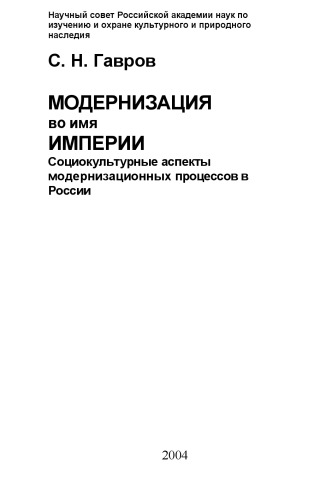 Научный совет Российской академии наук по
изучению и охране культурного и природного
наследия
С. Н. Гавров
МОДЕРНИЗАЦИЯ
во имя
ИМПЕРИИ
Социокультурные аспекты
модернизационных процессов в
России
2004